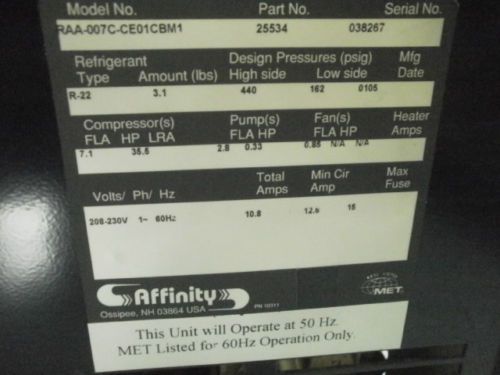 Model No. Part No. Serial No.
RAA-007C-CE01CBM1 25534 038267
Refrigerant Design Pressures (psig) Mfg
Type Amount (lbs) High side Low side Date
R-22 3.1 440 162 0105
Compressor(s) Pump(s) Fan(s) Heater
FLA HP LRA FLA HP FLA HP Amps
7.1 35.5 2.8 0.33 0.85 N/A N/A
Total Min Cir Max
Volts/ Ph/ Hz Amps Amp Fuse
208-230V 1~ 60Hz 10.8 12.6 15
Affinity
Ossipee, NH 03864 USA PN 10311
MET
This Unit will Operate at 50 Hz.
MET Listed for 60Hz Operation Only.